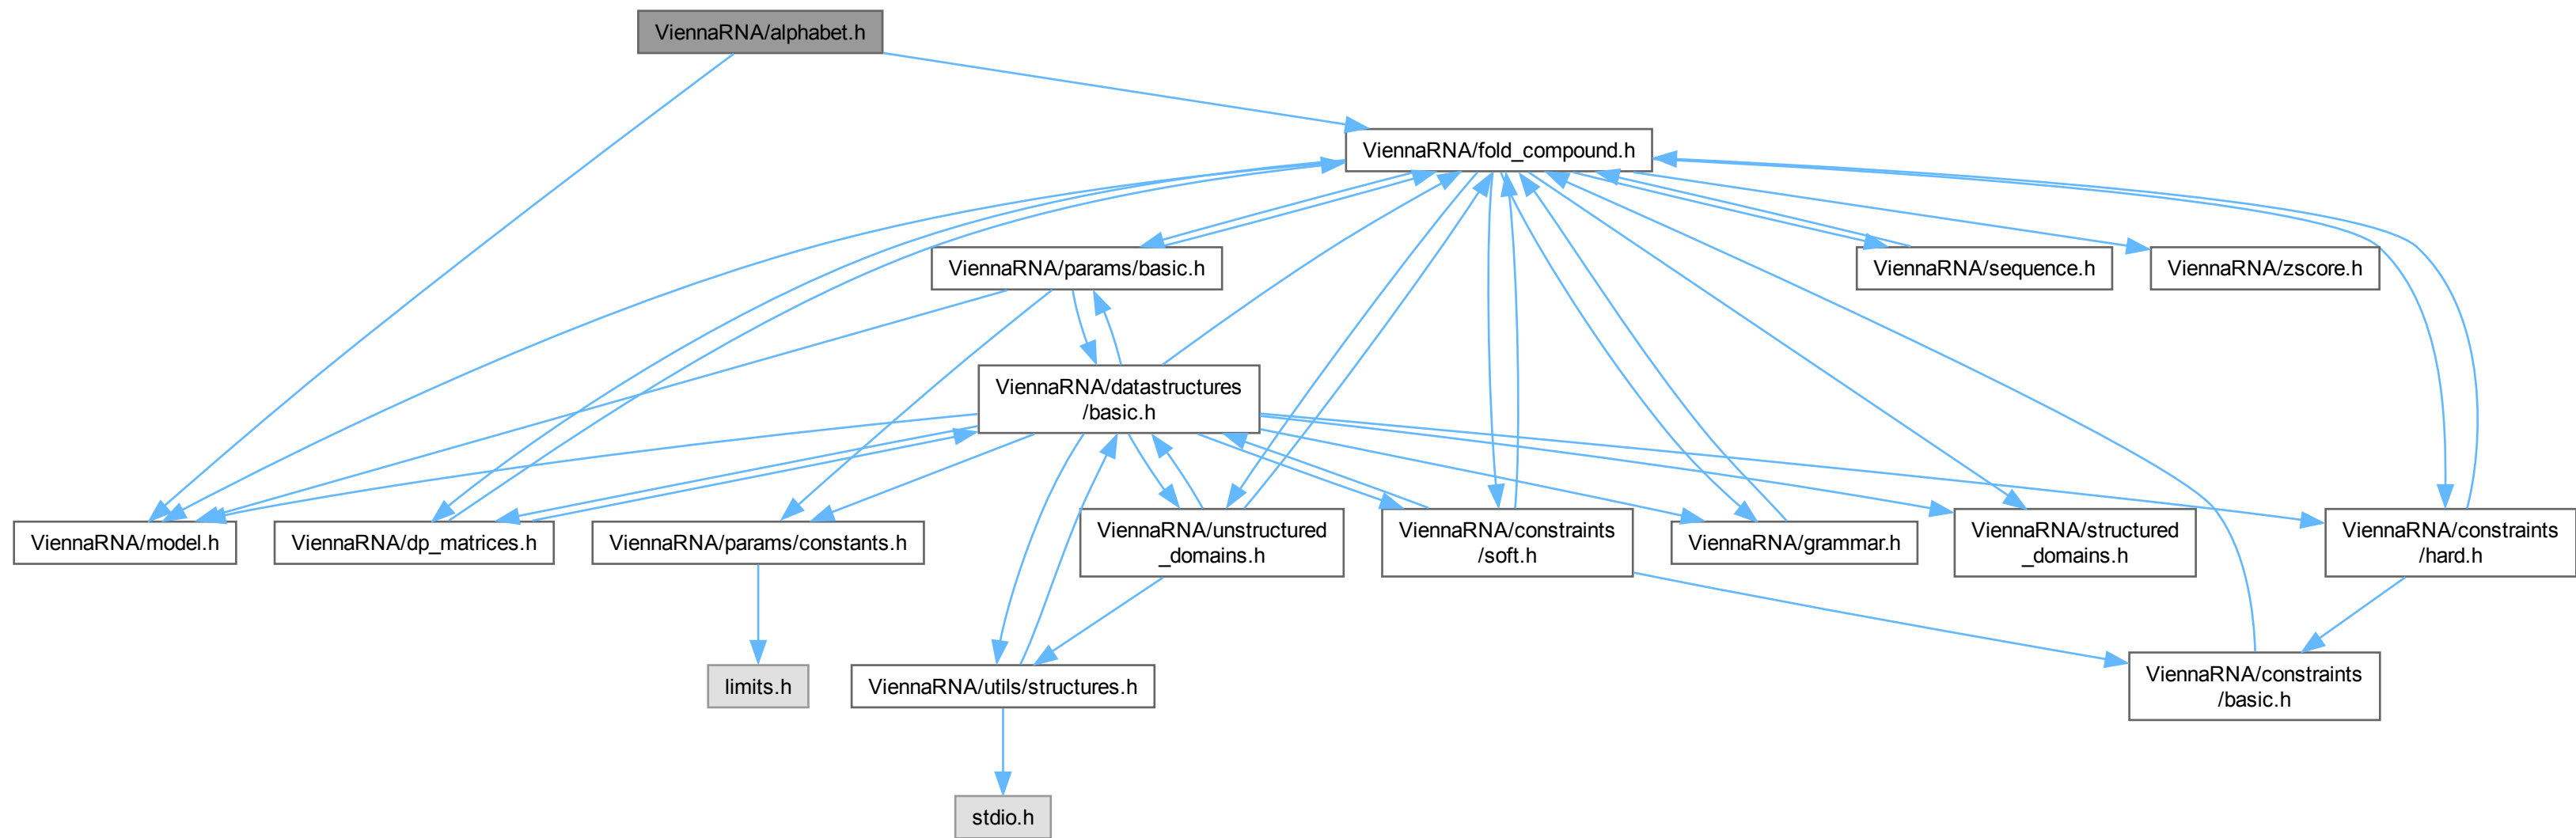 ViennaRNA/alphabet.h
ViennaRNA/fold_compound.h
ViennaRNA/params/basic.h
ViennaRNA/sequence.h
ViennaRNA/zscore.h
ViennaRNA/datastructures
/basic.h
ViennaRNA/model.h
ViennaRNA/dp_matrices.h
ViennaRNA/params/constants.h
ViennaRNA/unstructured
_domains.h
ViennaRNA/constraints
/soft.h
ViennaRNA/grammar.h
ViennaRNA/structured
_domains.h
ViennaRNA/constraints
/hard.h
limits.h
ViennaRNA/utils/structures.h
ViennaRNA/constraints
/basic.h
stdio.h